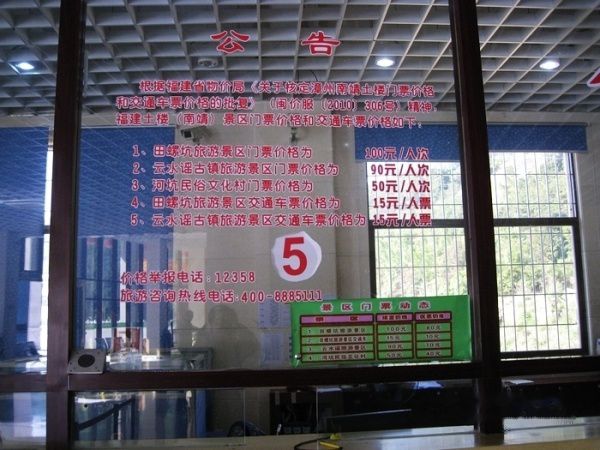 公告
根据福建省物价局《关于核定漳州南靖土楼门票价格
和交通车票价格的批复》（闽价服（2010）306号）精神，
福建土楼（南靖）景区门票价格和交通车票价格如下：
1、田螺坑旅游景区门票价格为 100元/人次
2、云水谣古镇旅游景区门票价格为 90元/人次
3、河坑民俗文化村门票价格为 50元/人次
4、田螺坑旅游景区交通车票价格为 15元/人票
5、云水谣古镇旅游景区交通车票价格为 15元/人票
5
价格举报电话：12358
旅游咨询热线电话：400-8885111
景区门票动态